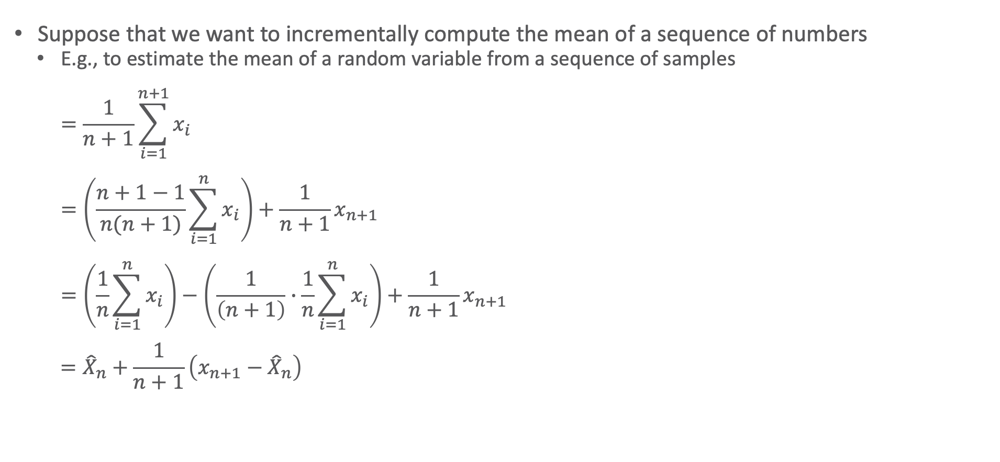 • Suppose that we want to incrementally compute the mean of a sequence of numbers
• E.g., to estimate the mean of a random variable from a sequence of samples
$= \frac{1}{n+1} \sum_{i=1}^{n+1} x_i$
$= \left( \frac{n+1-1}{n(n+1)} \sum_{i=1}^{n} x_i \right) + \frac{1}{n+1} x_{n+1}$
$= \left( \frac{1}{n} \sum_{i=1}^{n} x_i \right) - \left( \frac{1}{(n+1)} \cdot \frac{1}{n} \sum_{i=1}^{n} x_i \right) + \frac{1}{n+1} x_{n+1}$
$= \hat{X}_n + \frac{1}{n+1} \left( x_{n+1} - \hat{X}_n \right)$